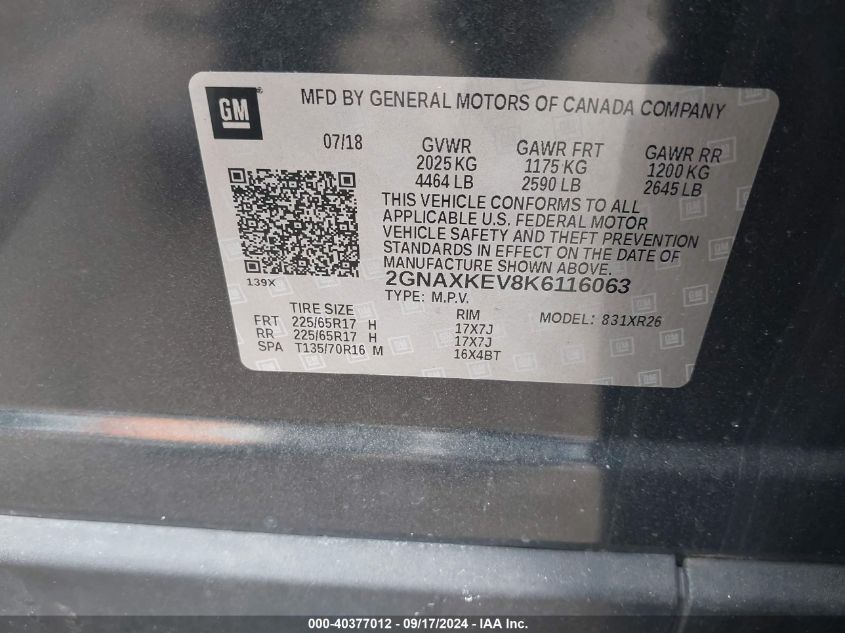 GM
MFD BY GENERAL MOTORS OF CANADA COMPANY
07/18
GVWR
2025 KG
4464 LB
GAWR FRT
1175 KG
2590 LB
GAWR RR
1200 KG
2645 LB
THIS VEHICLE CONFORMS TO ALL
APPLICABLE U.S. FEDERAL MOTOR
VEHICLE SAFETY AND THEFT PREVENTION
STANDARDS IN EFFECT ON THE DATE OF
MANUFACTURE SHOWN ABOVE.
139X
2GNAXKEV8K6116063
TYPE: M.P.V.
MODEL: 831XR26
TIRE SIZE RIM
FRT 225/65R17 H 17X7J
RR 225/65R17 H 17X7J
SPA T135/70R16 M 16X4BT
000-40377012 - 09/17/2024 - IAA Inc.